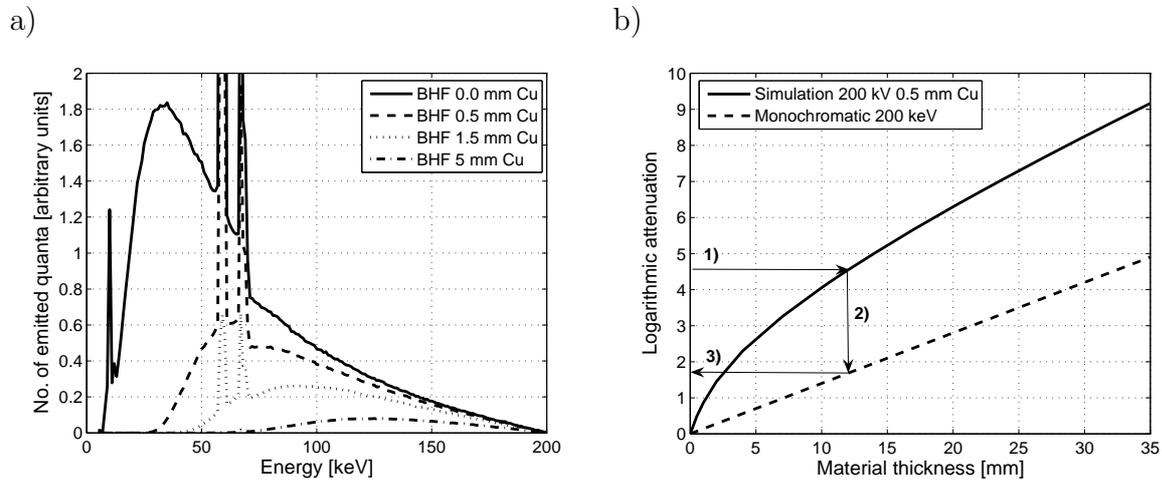 a)
2
1.8
1.6
1.4
1.2
1
0.8
0.6
0.4
0.2
0
0 50 100 150 200
No. of emitted quanta [arbitrary units]
Energy [keV]
BHF 0.0 mm Cu
BHF 0.5 mm Cu
BHF 1.5 mm Cu
BHF 5 mm Cu
b)
10
9
8
7
6
5
4
3
2
1
0
0 5 10 15 20 25 30 35
Logarithmic attenuation
Material thickness [mm]
Simulation 200 kV 0.5 mm Cu
Monochromatic 200 keV
1)
2)
3)